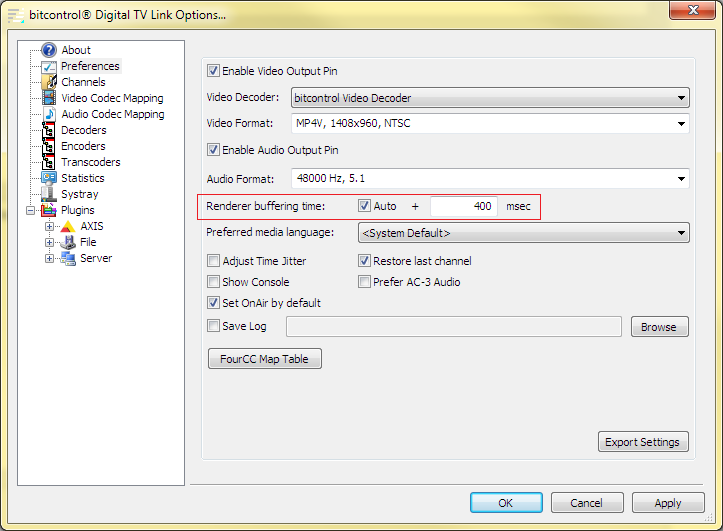 bitcontrol® Digital TV Link Options...
About
Preferences
Channels
Video Codec Mapping
Audio Codec Mapping
Decoders
Encoders
Transcoders
Statistics
Systray
Plugins
AXIS
File
Server
Enable Video Output Pin
Video Decoder: bitcontrol Video Decoder
Video Format: MP4V, 1408x960, NTSC
Enable Audio Output Pin
Audio Format: 48000 Hz, 5.1
Renderer buffering time: Auto + 400 msec
Preferred media language: <System Default>
Adjust Time Jitter Restore last channel
Show Console Prefer AC-3 Audio
Set OnAir by default
Save Log Browse
FourCC Map Table
Export Settings
OK Cancel Apply